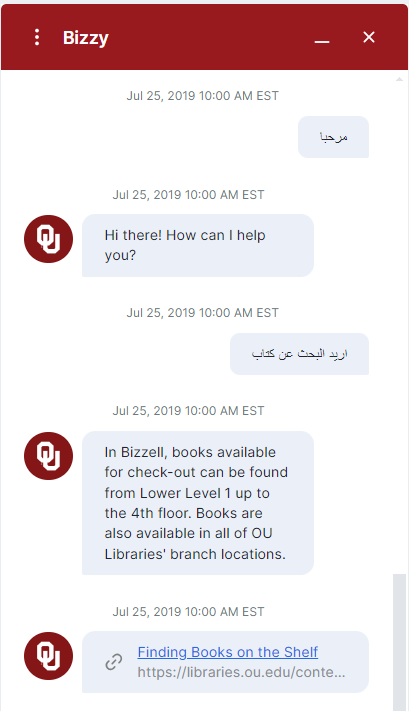 Bizzy
Jul 25, 2019 10:00 AM EST
مرحبا
Jul 25, 2019 10:00 AM EST
OU
Hi there! How can I help
you?
Jul 25, 2019 10:00 AM EST
اريد البحث عن كتاب
Jul 25, 2019 10:00 AM EST
OU
In Bizzell, books available
for check-out can be found
from Lower Level 1 up to
the 4th floor. Books are
also available in all of OU
Libraries' branch locations.
Jul 25, 2019 10:00 AM EST
OU
Finding Books on the Shelf
https://libraries.ou.edu/conte...